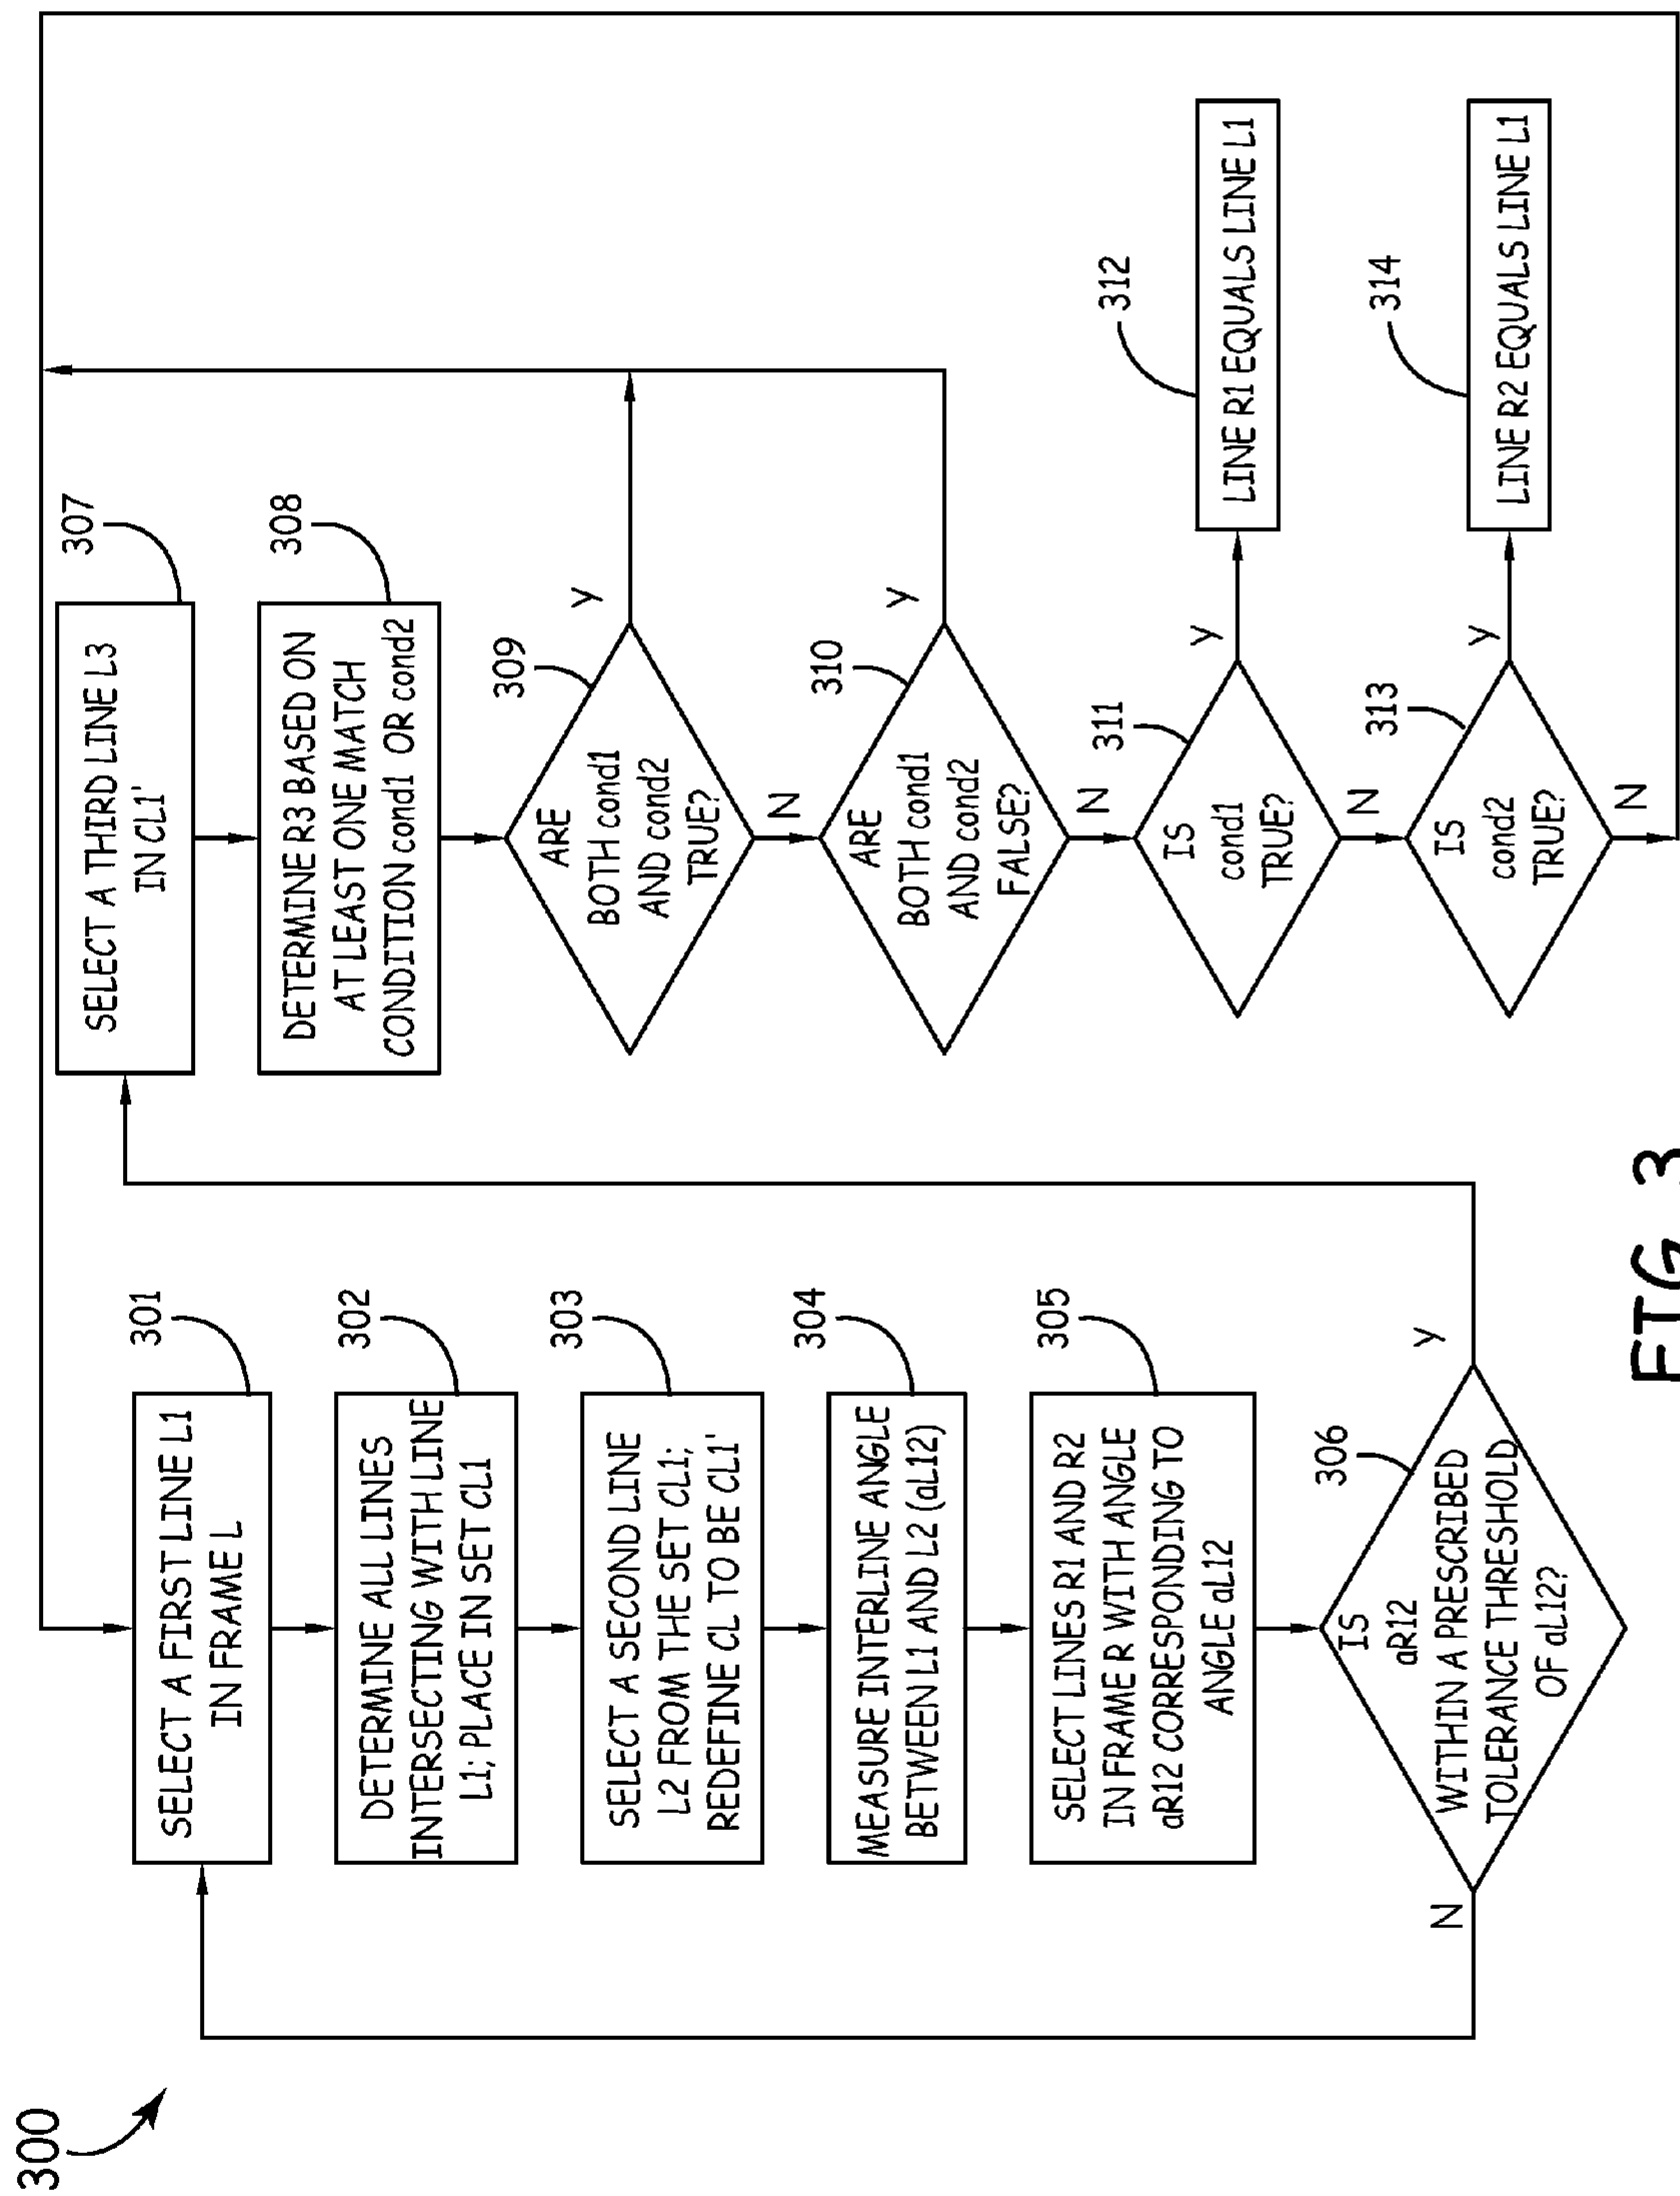 300
301
SELECT A FIRST LINE L1
IN FRAME L
302
DETERMINE ALL LINES
INTERSECTING WITH LINE
L1; PLACE IN SET CL1
303
SELECT A SECOND LINE
L2 FROM THE SET CL1;
REDEFINE CL TO BE CL1'
304
MEASURE INTERLINE ANGLE
BETWEEN L1 AND L2 (aL12)
305
SELECT LINES R1 AND R2
IN FRAME R WITH ANGLE
aR12 CORRESPONDING TO
ANGLE aL12
306
IS
aR12
WITHIN A PRESCRIBED
TOLERANCE THRESHOLD
OF aL12?
N
Y
307
SELECT A THIRD LINE L3
IN CL1'
308
DETERMINE R3 BASED ON
AT LEAST ONE MATCH
CONDITION cond1 OR cond2
309
ARE
BOTH cond1
AND cond2
TRUE?
Y
N
310
ARE
BOTH cond1
AND cond2
FALSE?
Y
N
311
IS
cond1
TRUE?
Y
N
312
LINE R1 EQUALS LINE L1
313
IS
cond2
TRUE?
Y
N
314
LINE R2 EQUALS LINE L1
FIG 3